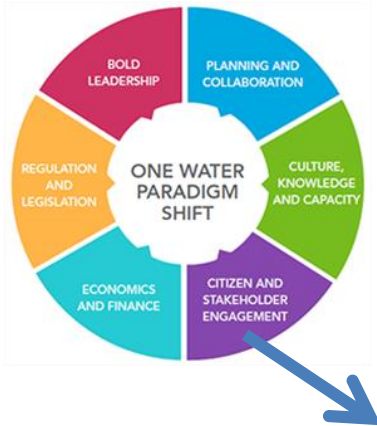 BOLD
LEADERSHIP
PLANNING AND
COLLABORATION
REGULATION
AND
LEGISLATION
ONE WATER
PARADIGM
SHIFT
CULTURE,
KNOWLEDGE
AND CAPACITY
ECONOMICS
AND FINANCE
CITIZEN AND
STAKEHOLDER
ENGAGEMENT